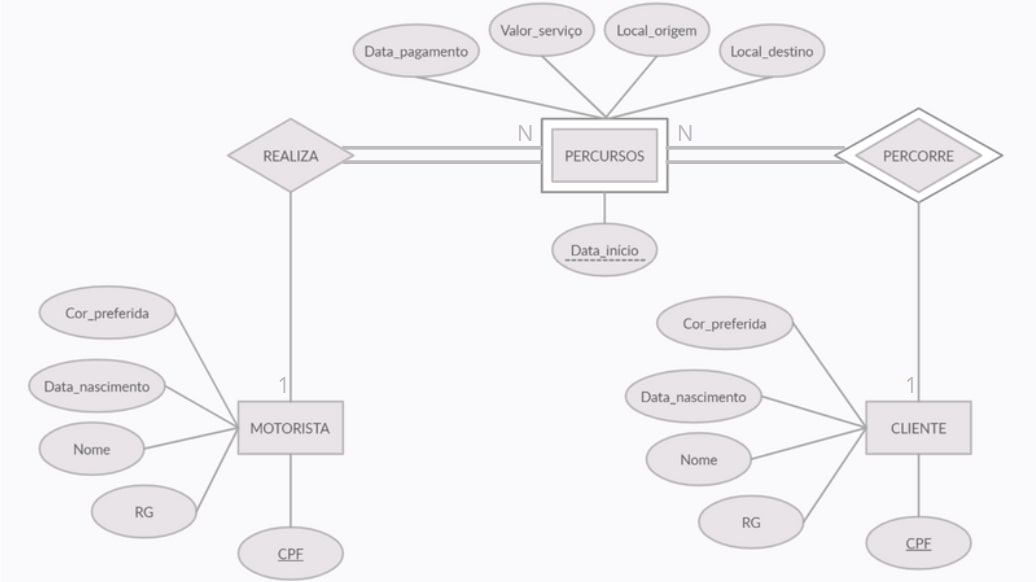 Data_pagamento
Valor_serviço
Local_origem
Local_destino
REALIZA
N
PERCURSOS
N
PERCORRE
Data_início
Cor_preferida
Data_nascimento
Nome
RG
1
MOTORISTA
CPF
Cor_preferida
Data_nascimento
Nome
RG
1
CLIENTE
CPF